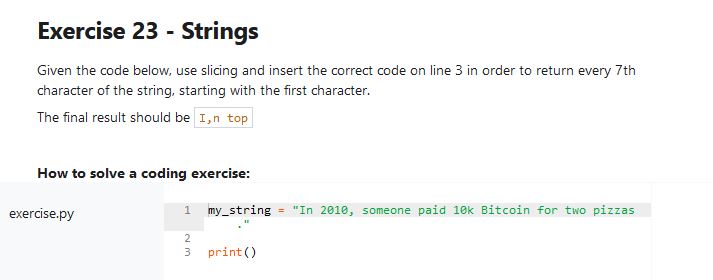 Exercise 23 - Strings
Given the code below, use slicing and insert the correct code on line 3 in order to return every 7th
character of the string, starting with the first character.
The final result should be I,n top
How to solve a coding exercise:
exercise.py
1 my_string = "In 2010, someone paid 10k Bitcoin for two pizzas
."
2
3 print()